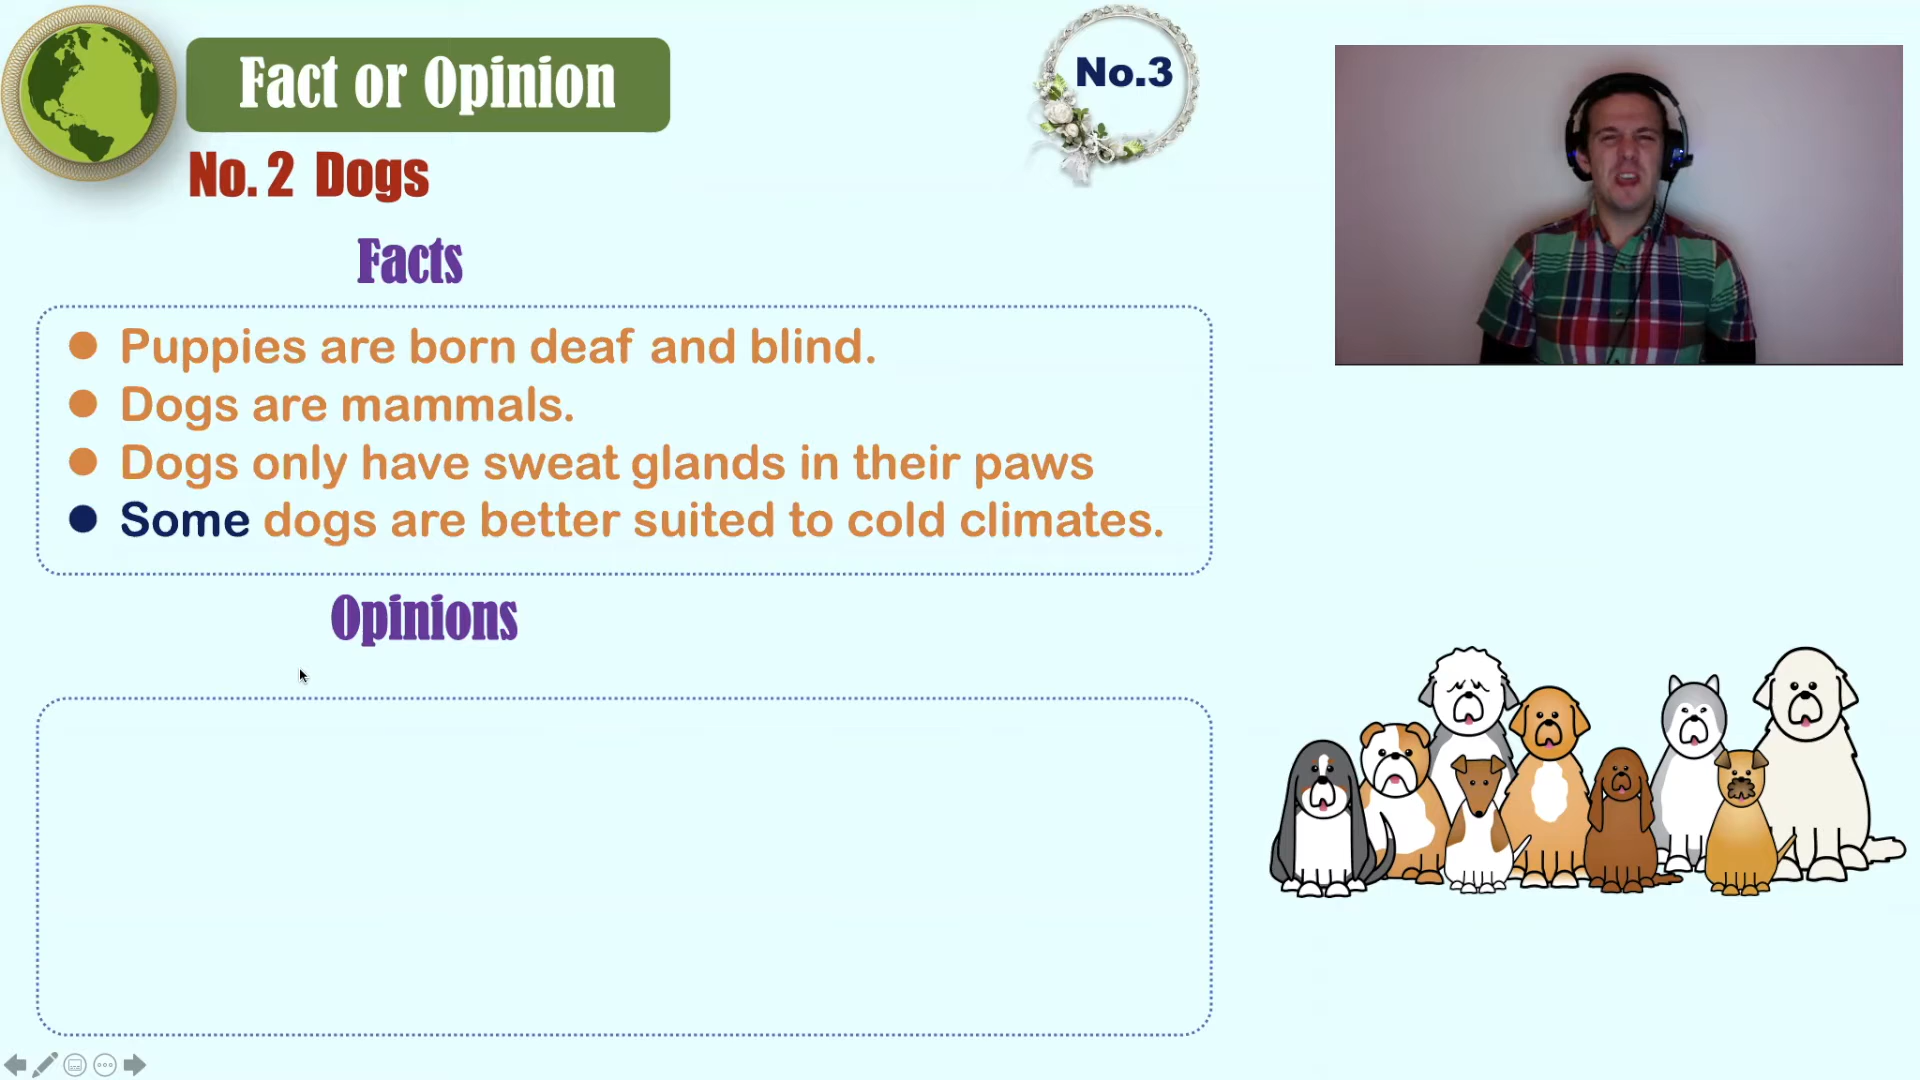 Fact or Opinion
No.3
No. 2 Dogs
Facts
Puppies are born deaf and blind.
Dogs are mammals.
Dogs only have sweat glands in their paws
Some dogs are better suited to cold climates.
Opinions